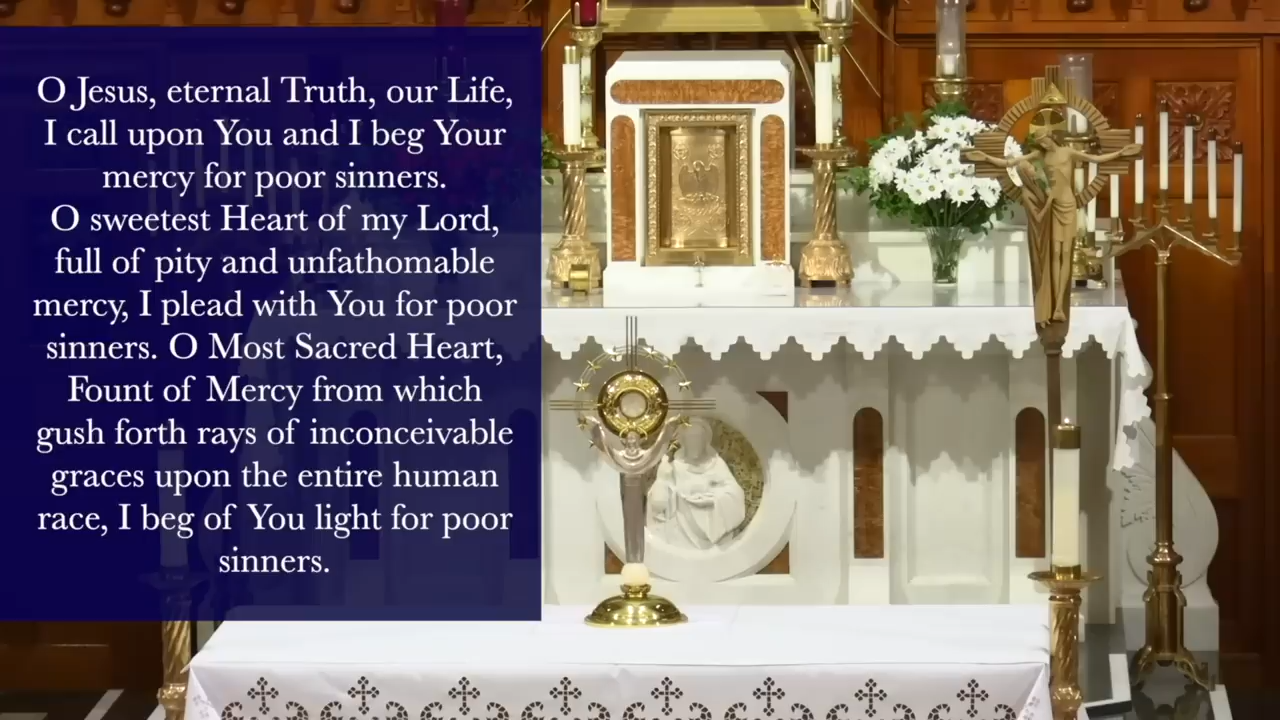 O Jesus, eternal Truth, our Life,
I call upon You and I beg Your
mercy for poor sinners.
O sweetest Heart of my Lord,
full of pity and unfathomable
mercy, I plead with You for poor
sinners. O Most Sacred Heart,
Fount of Mercy from which
gush forth rays of inconceivable
graces upon the entire human
race, I beg of You light for poor
sinners.